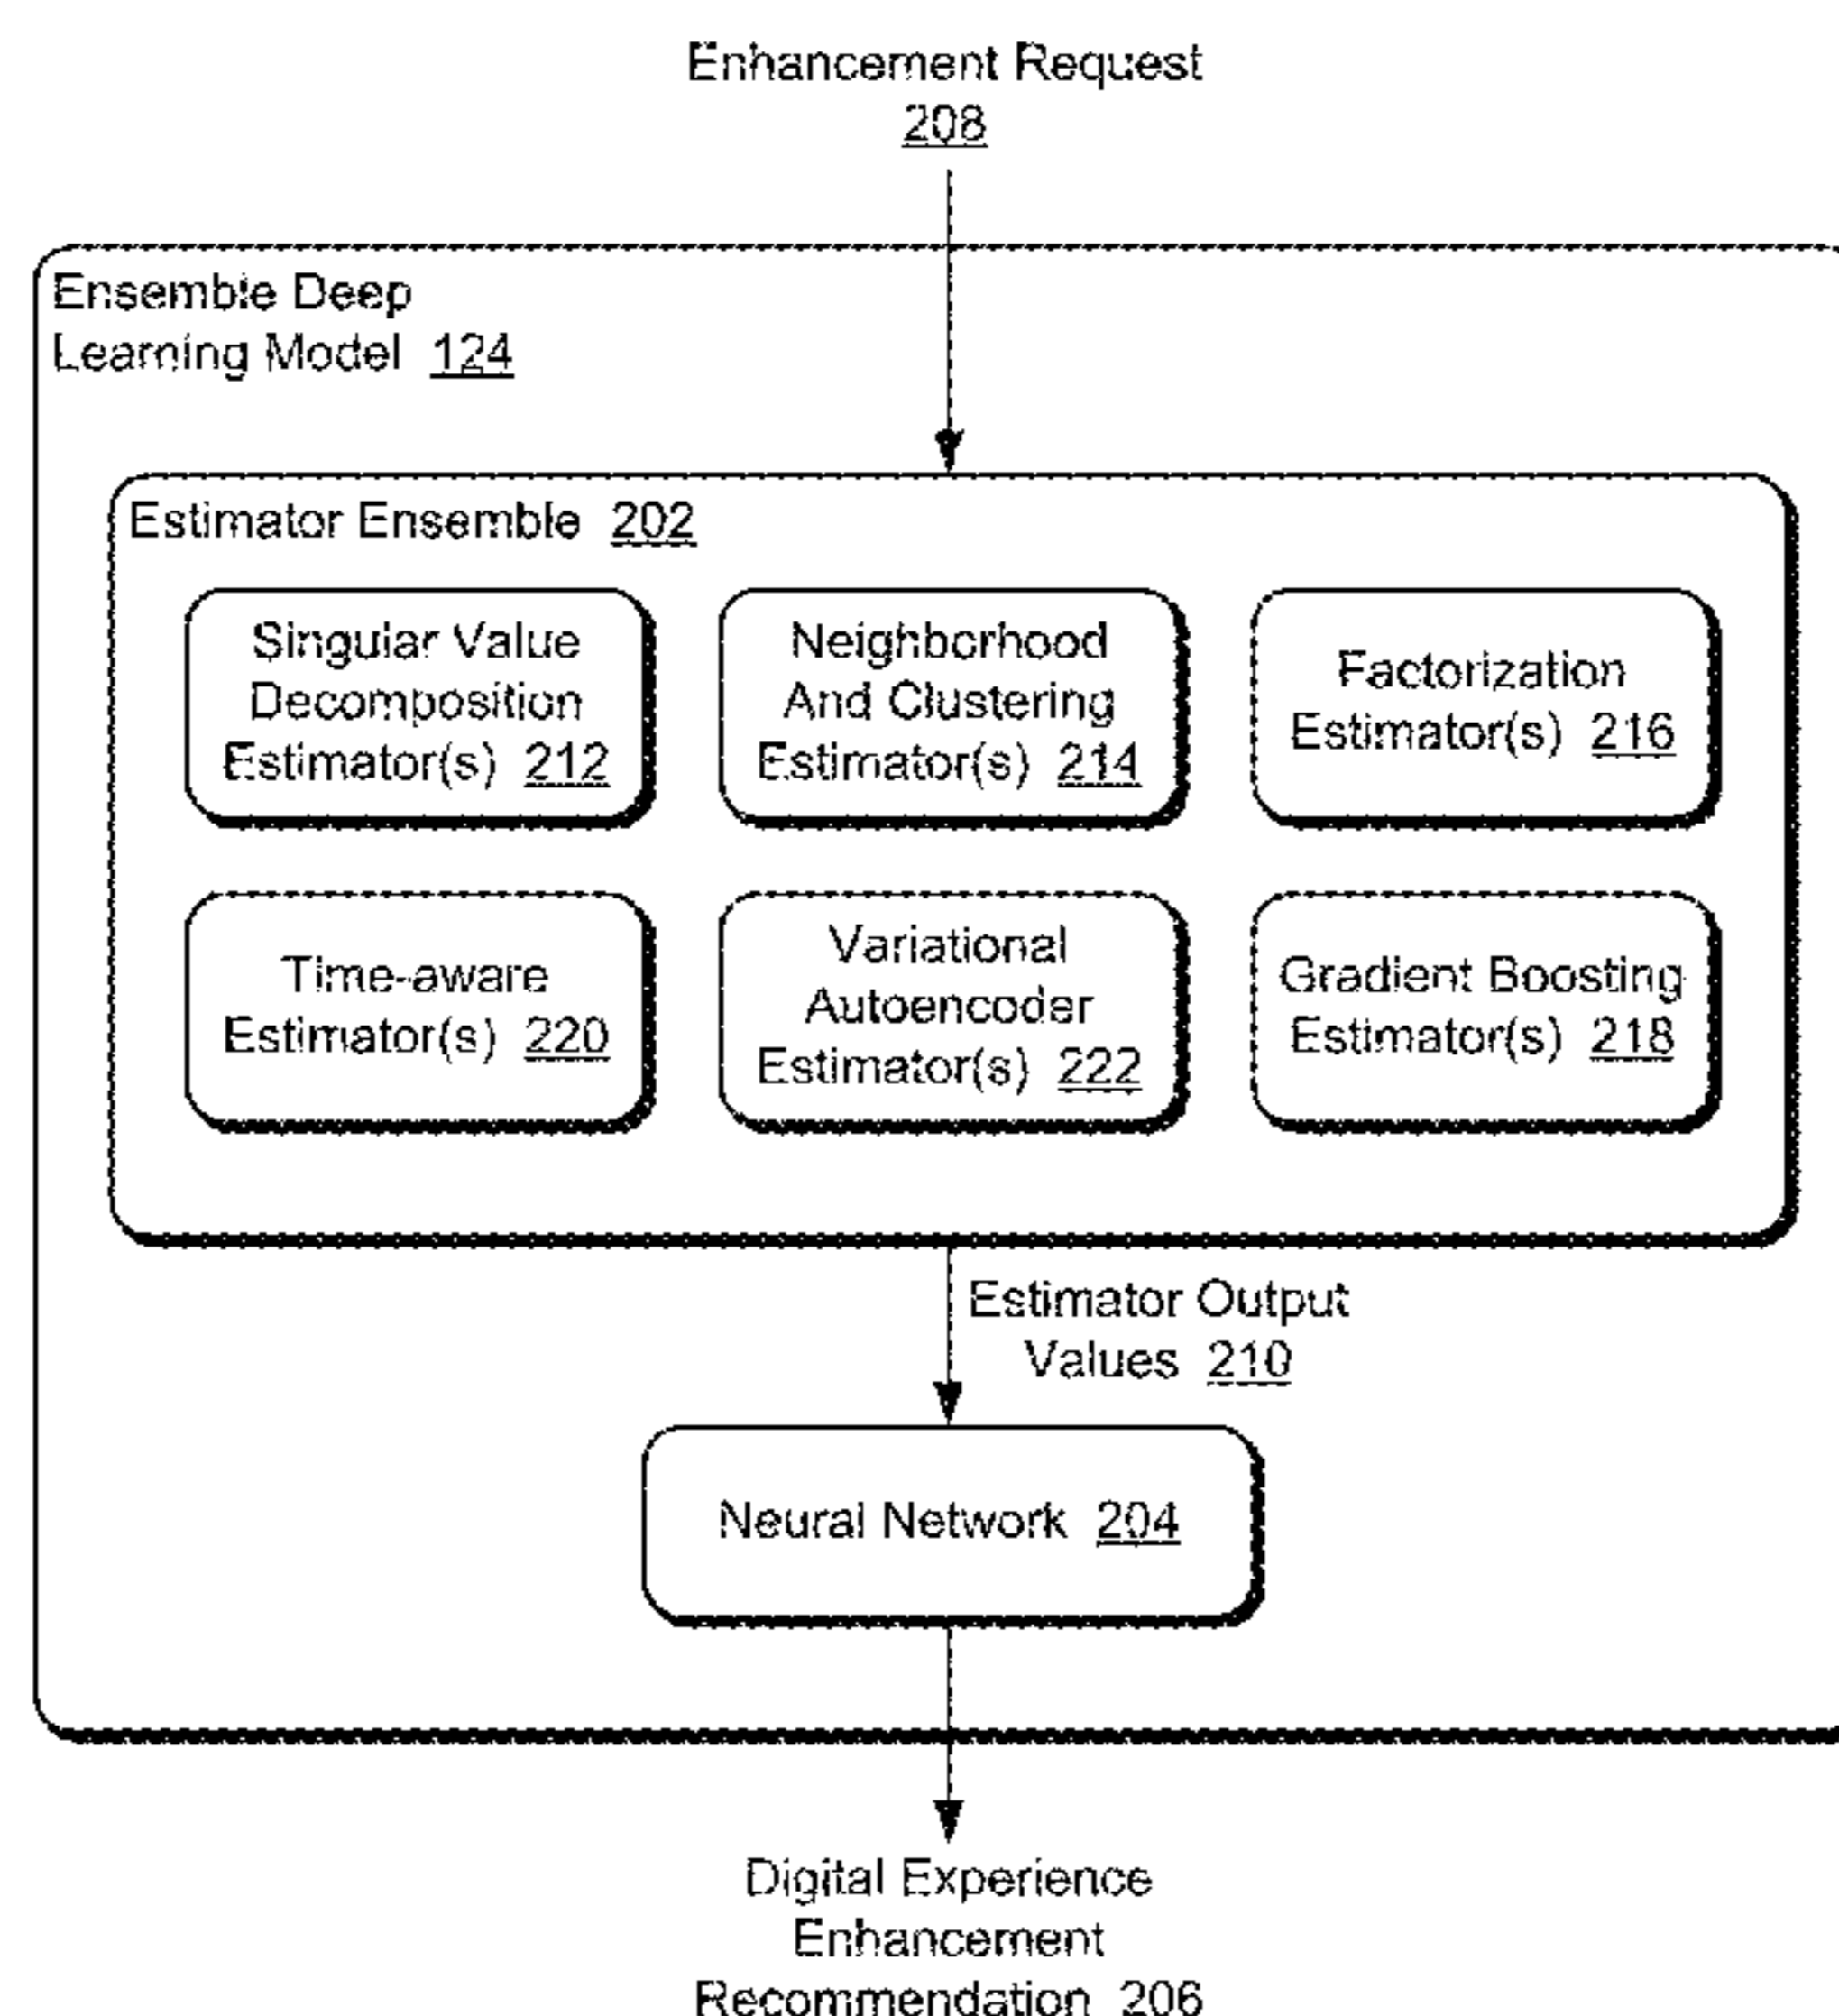 Enhancement Request
208
Ensemble Deep
Learning Model 124
Estimator Ensemble 202
Singular Value
Decomposition
Estimator(s) 212
Neighborhood
And Clustering
Estimator(s) 214
Factorization
Estimator(s) 216
Time-aware
Estimator(s) 220
Variational
Autoencoder
Estimator(s) 222
Gradient Boosting
Estimator(s) 218
Estimator Output
Values 210
Neural Network 204
Digital Experience
Enhancement
Recommendation 206